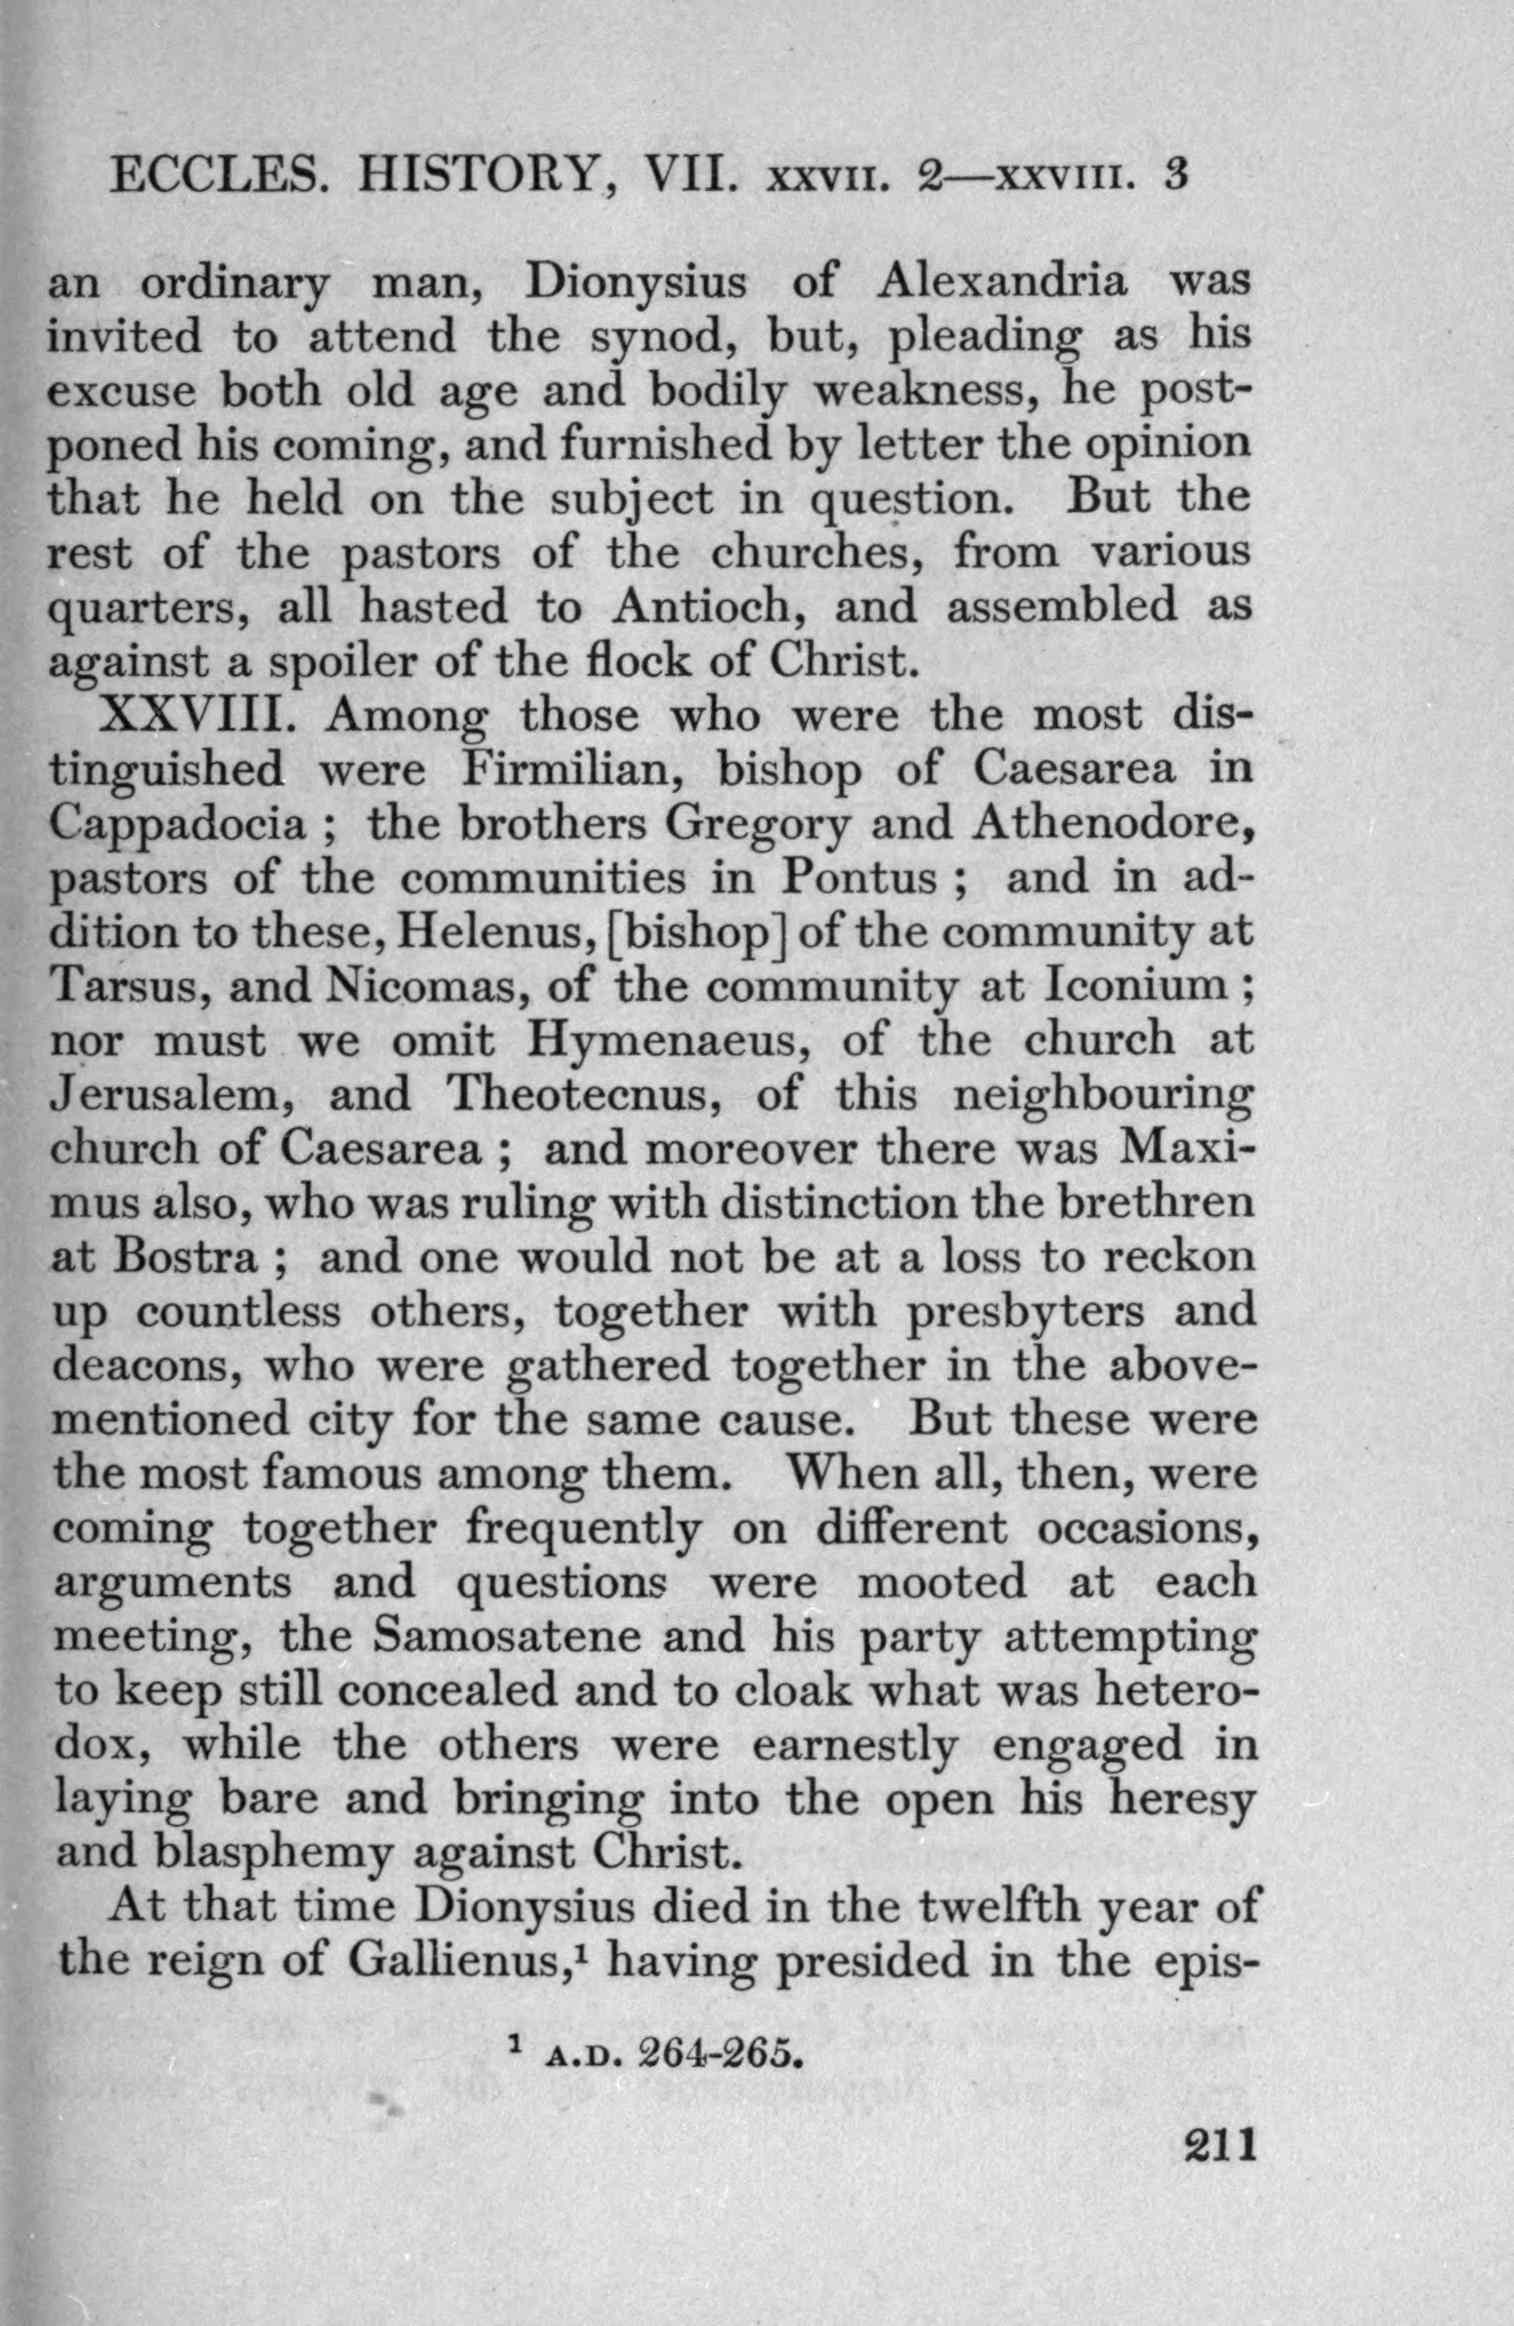 ECCLES. HISTORY, VII. XXVII. 2—XXVIII. 3
an ordinary man, Dionysius of Alexandria was
invited to attend the synod, but, pleading as his
excuse both old age and bodily weakness, he post-
poned his coming, and furnished by letter the opinion
that he held on the subject in question. But the
rest of the pastors of the churches, from various
quarters, all hasted to Antioch, and assembled as
against a spoiler of the flock of Christ.
XXVIII. Among those who were the most dis-
tinguished were Firmilian, bishop of Caesarea in
Cappadocia ; the brothers Gregory and Athenodore,
pastors of the communities in Pontus ; and in ad-
dition to these, Helenus, [bishop] of the community at
Tarsus, and Nicomas, of the community at Iconium ;
nor must we omit Hymenaeus, of the church at
Jerusalem, and Theotecnus, of this neighbouring
church of Caesarea ; and moreover there was Maxi-
mus also, who was ruling with distinction the brethren
at Bostra ; and one would not be at a loss to reckon
up countless others, together with presbyters and
deacons, who were gathered together in the above-
mentioned city for the same cause. But these were
the most famous among them. When all, then, were
coming together frequently on different occasions,
arguments and questions were mooted at each
meeting, the Samosatene and his party attempting
to keep still concealed and to cloak what was hetero-
dox, while the others were earnestly engaged in
laying bare and bringing into the open his heresy
and blasphemy against Christ.
At that time Dionysius died in the twelfth year of
the reign of Gallienus,¹ having presided in the epis-
¹ A.D. 264-265.
211